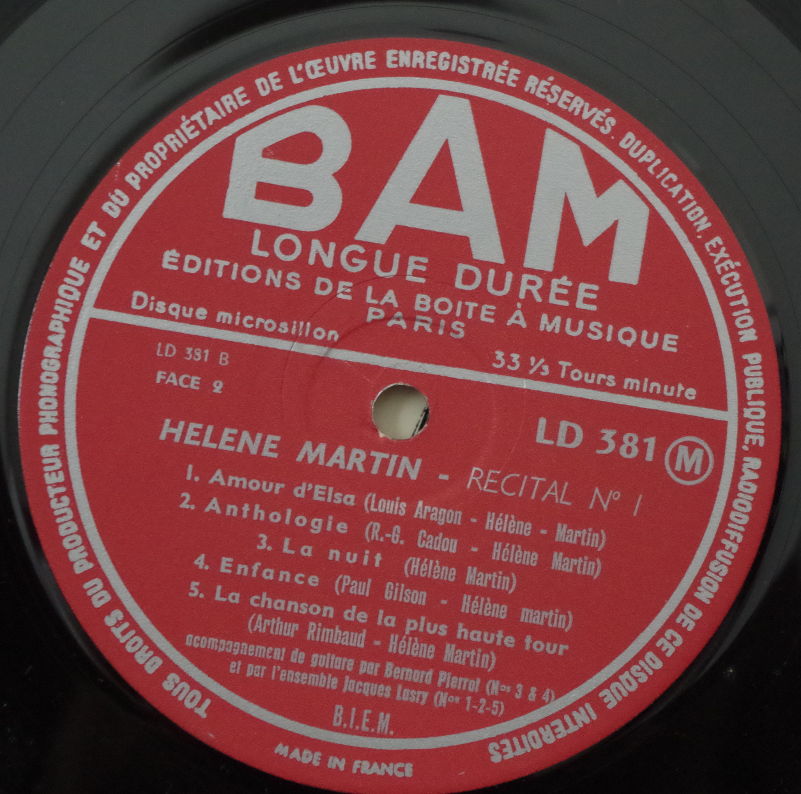 TOUS DROITS DU PRODUCTEUR PHONOGRAPHIQUE ET DU PROPRIÉTAIRE DE L'ŒUVRE ENREGISTRÉE RÉSERVÉS. DUPLICATION, EXÉCUTION PUBLIQUE, RADIODIFFUSION DE CE DISQUE INTERDITES
BAM
LONGUE DURÉE
ÉDITIONS DE LA BOITE À MUSIQUE
PARIS
Disque microsillon
33 1/3 Tours minute
LD 381 B
FACE 2
LD 381 M
HELENE MARTIN - RECITAL N° 1
1. Amour d'Elsa (Louis Aragon - Hélène - Martin)
2. Anthologie (R.-G. Cadou - Hélène Martin)
3. La nuit (Hélène Martin)
4. Enfance (Paul Gilson - Hélène martin)
5. La chanson de la plus haute tour
(Arthur Rimbaud - Hélène Martin)
acompagnement de guitare par Bernard Pierrot (Nos 3 & 4)
et par l'ensemble Jacques Lasry (Nos 1-2-5)
B.I.E.M.
MADE IN FRANCE